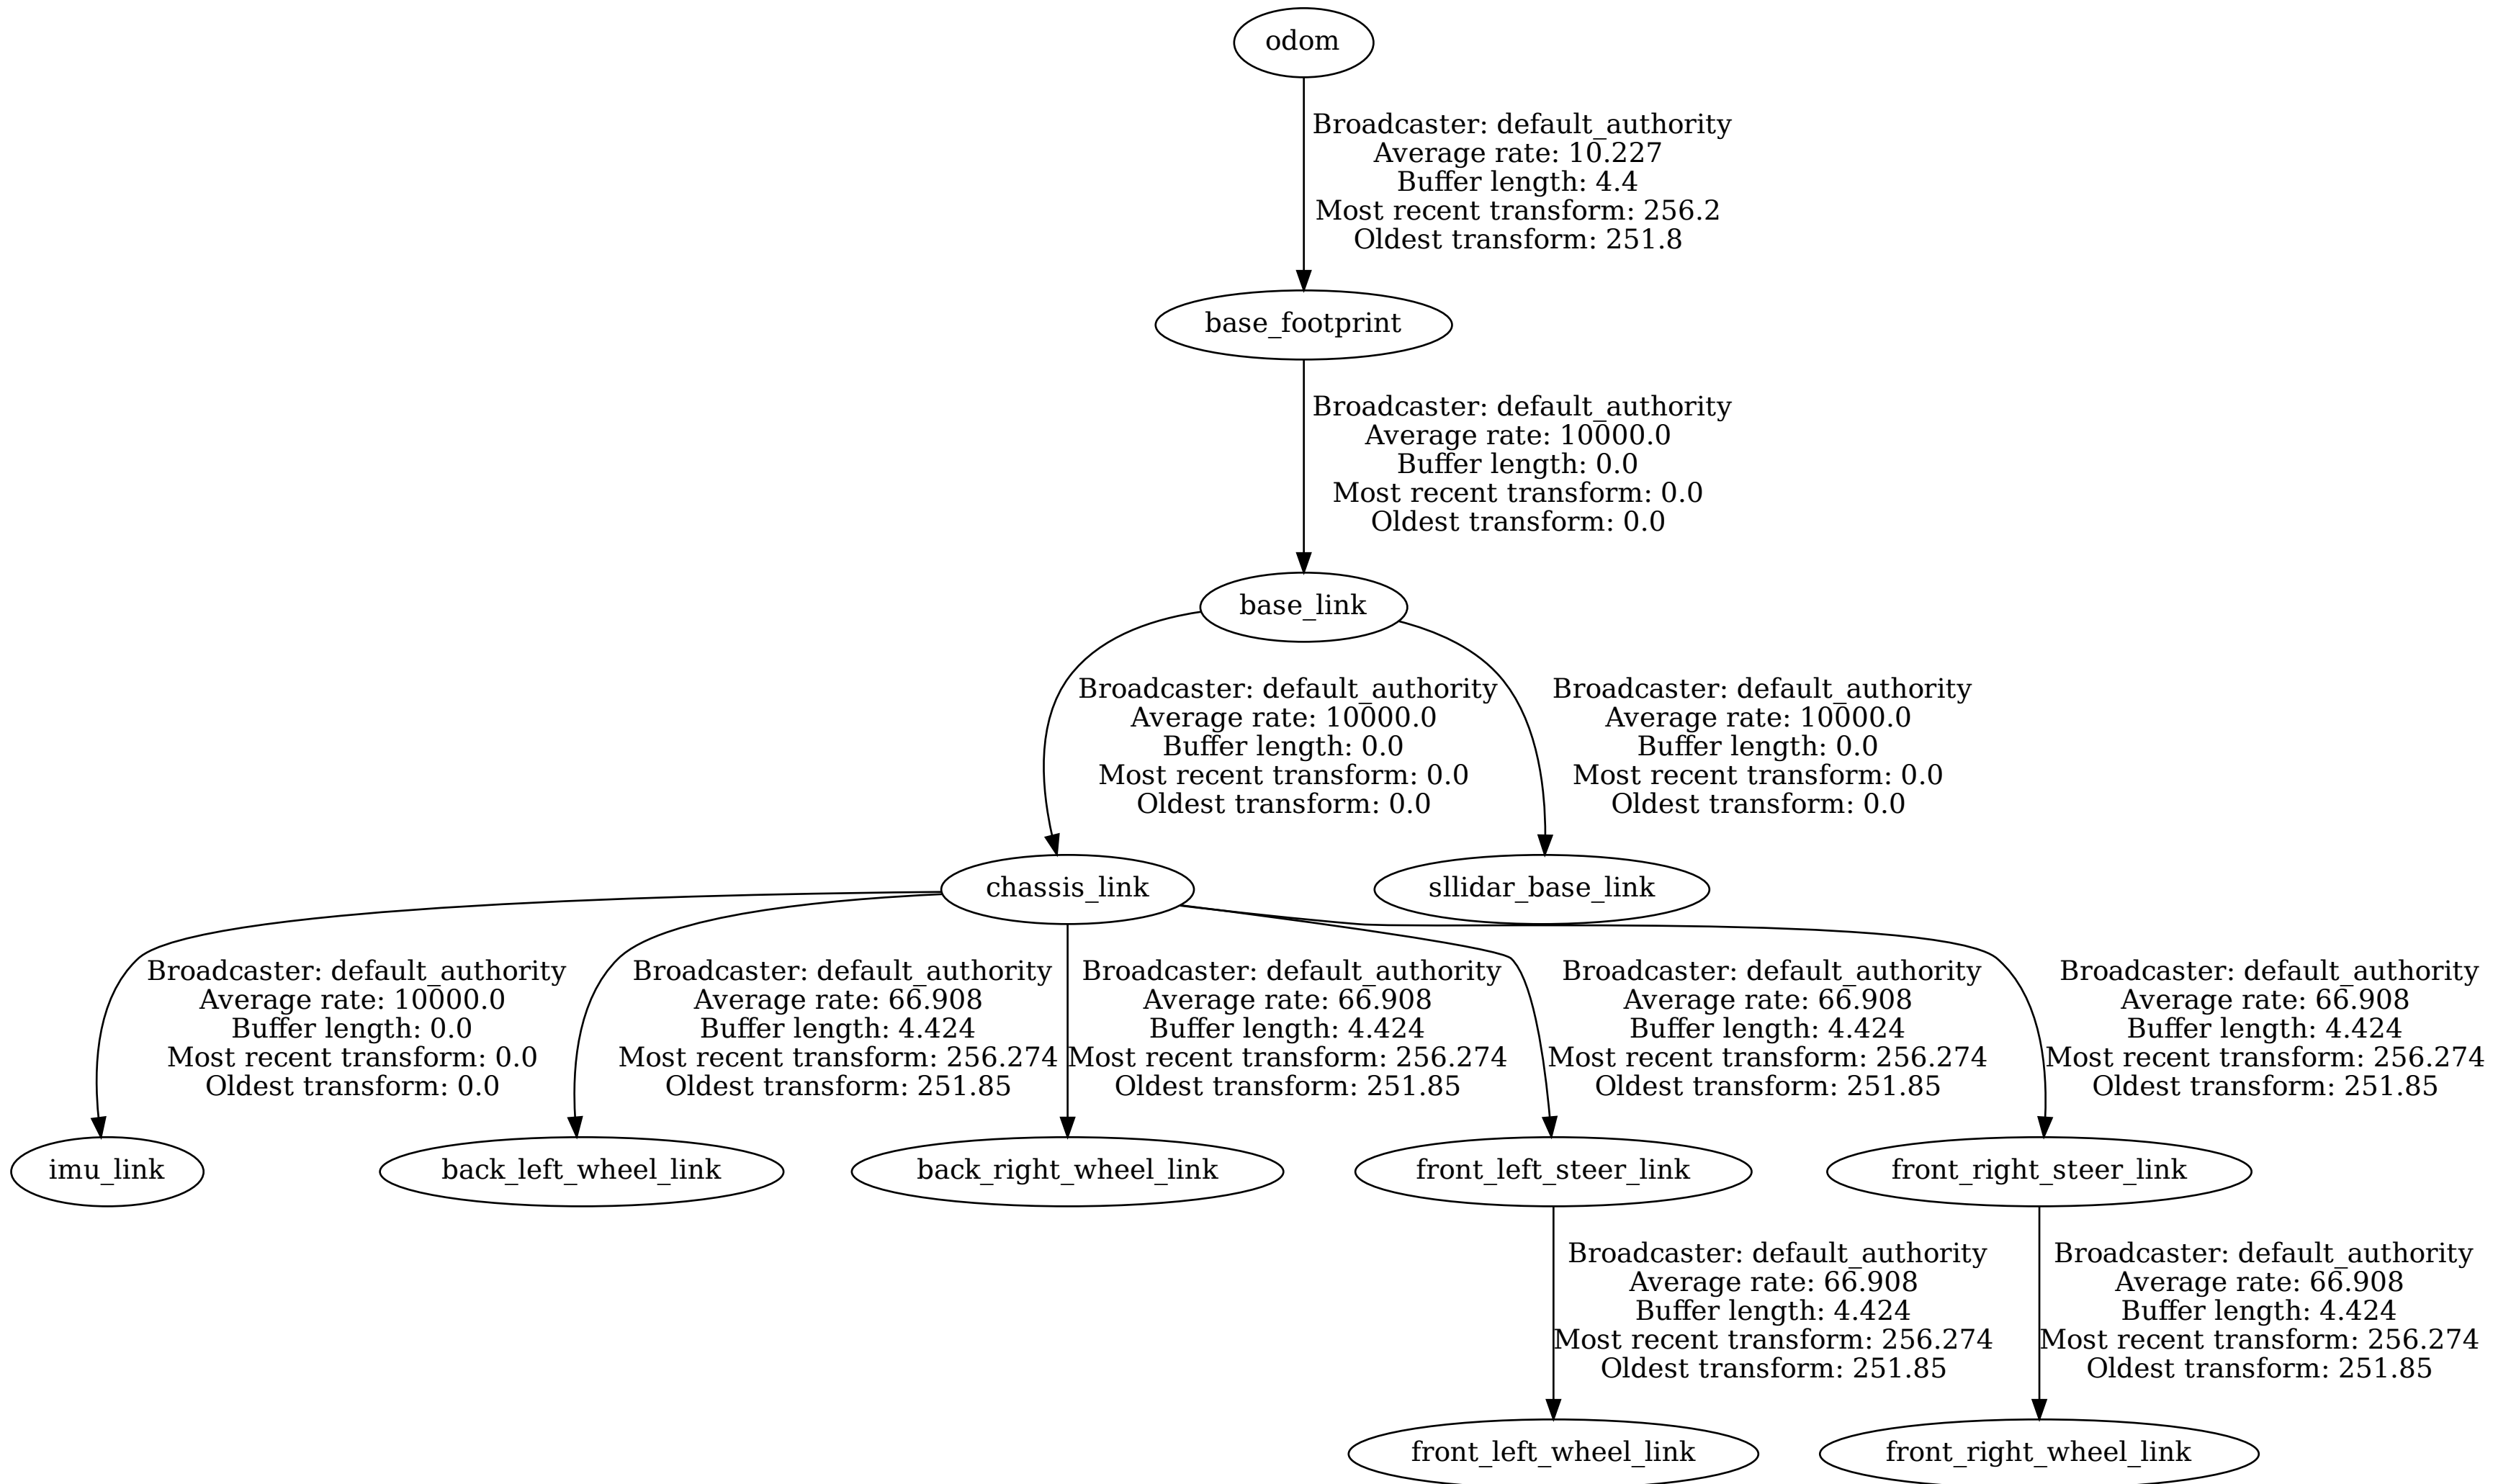 odom
Broadcaster: default_authority
Average rate: 10.227
Buffer length: 4.4
Most recent transform: 256.2
Oldest transform: 251.8
base_footprint
Broadcaster: default_authority
Average rate: 10000.0
Buffer length: 0.0
Most recent transform: 0.0
Oldest transform: 0.0
base_link
Broadcaster: default_authority
Average rate: 10000.0
Buffer length: 0.0
Most recent transform: 0.0
Oldest transform: 0.0
Broadcaster: default_authority
Average rate: 10000.0
Buffer length: 0.0
Most recent transform: 0.0
Oldest transform: 0.0
chassis_link
sllidar_base_link
Broadcaster: default_authority
Average rate: 10000.0
Buffer length: 0.0
Most recent transform: 0.0
Oldest transform: 0.0
Broadcaster: default_authority
Average rate: 66.908
Buffer length: 4.424
Most recent transform: 256.274
Oldest transform: 251.85
Broadcaster: default_authority
Average rate: 66.908
Buffer length: 4.424
Most recent transform: 256.274
Oldest transform: 251.85
Broadcaster: default_authority
Average rate: 66.908
Buffer length: 4.424
Most recent transform: 256.274
Oldest transform: 251.85
Broadcaster: default_authority
Average rate: 66.908
Buffer length: 4.424
Most recent transform: 256.274
Oldest transform: 251.85
imu_link
back_left_wheel_link
back_right_wheel_link
front_left_steer_link
front_right_steer_link
Broadcaster: default_authority
Average rate: 66.908
Buffer length: 4.424
Most recent transform: 256.274
Oldest transform: 251.85
Broadcaster: default_authority
Average rate: 66.908
Buffer length: 4.424
Most recent transform: 256.274
Oldest transform: 251.85
front_left_wheel_link
front_right_wheel_link